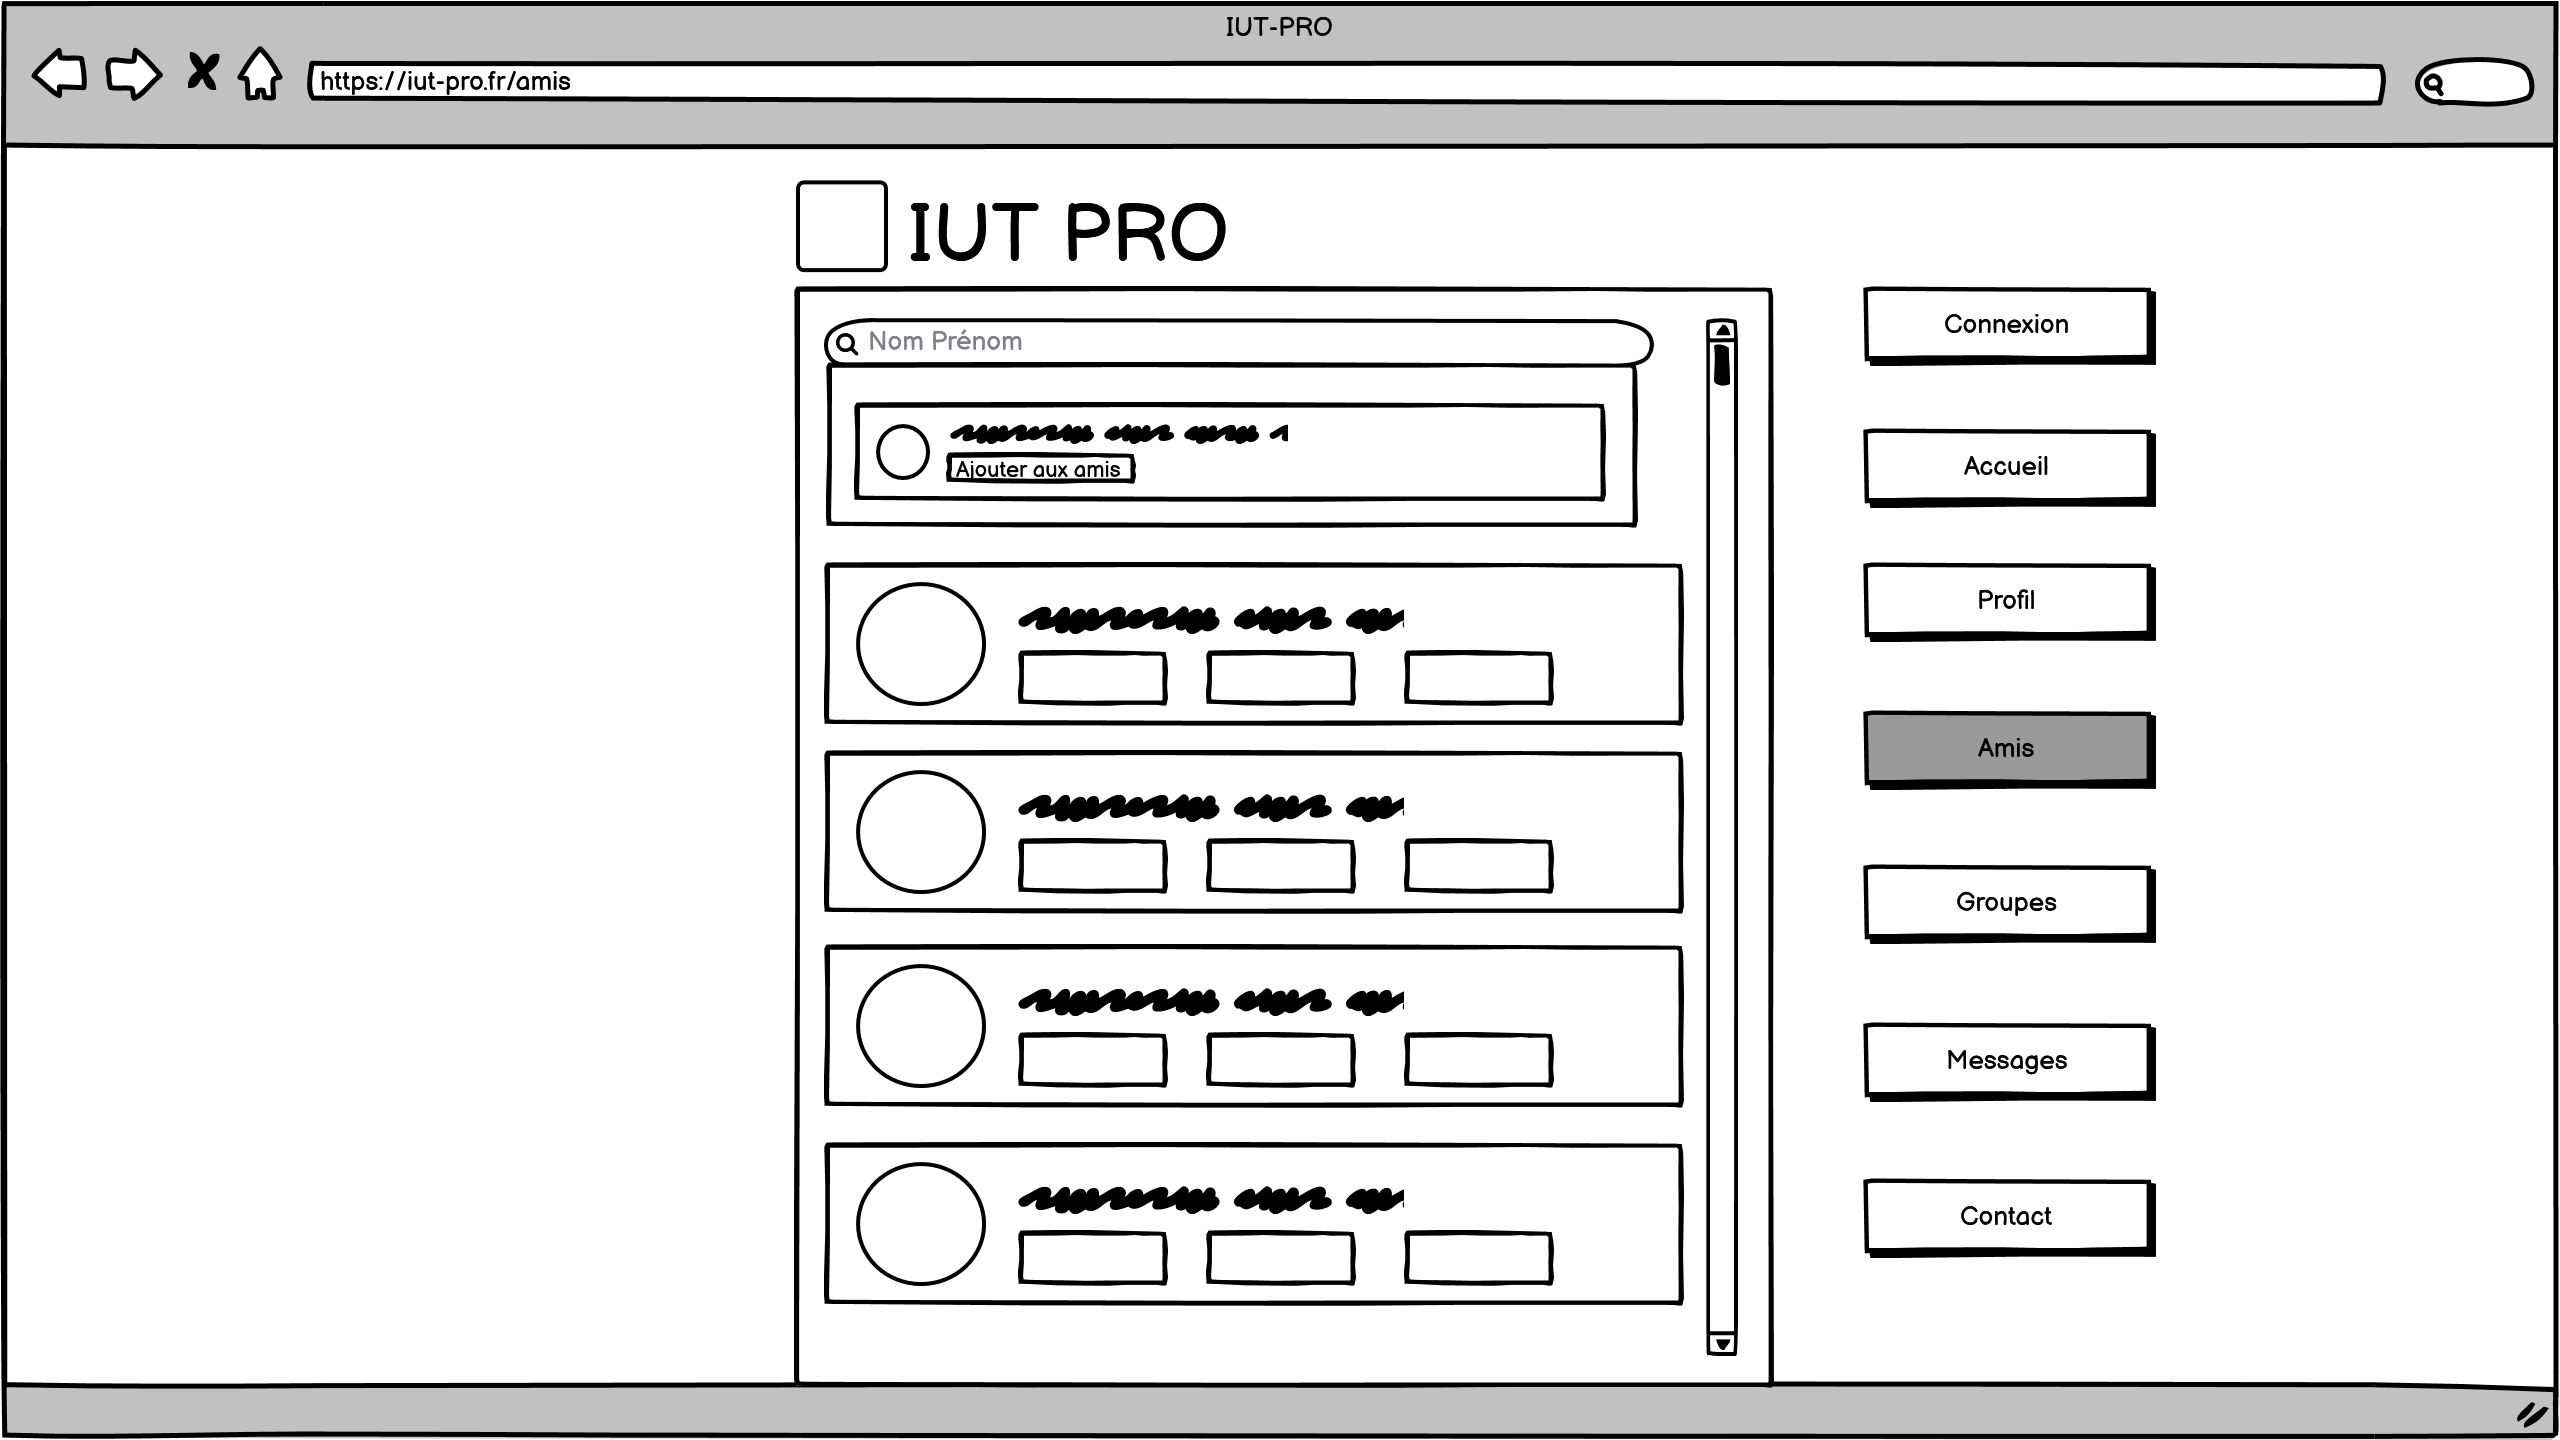 IUT-PRO
https://iut-pro.fr/amis
IUT PRO
Nom Prénom
Ajouter aux amis
Connexion
Accueil
Profil
Amis
Groupes
Messages
Contact